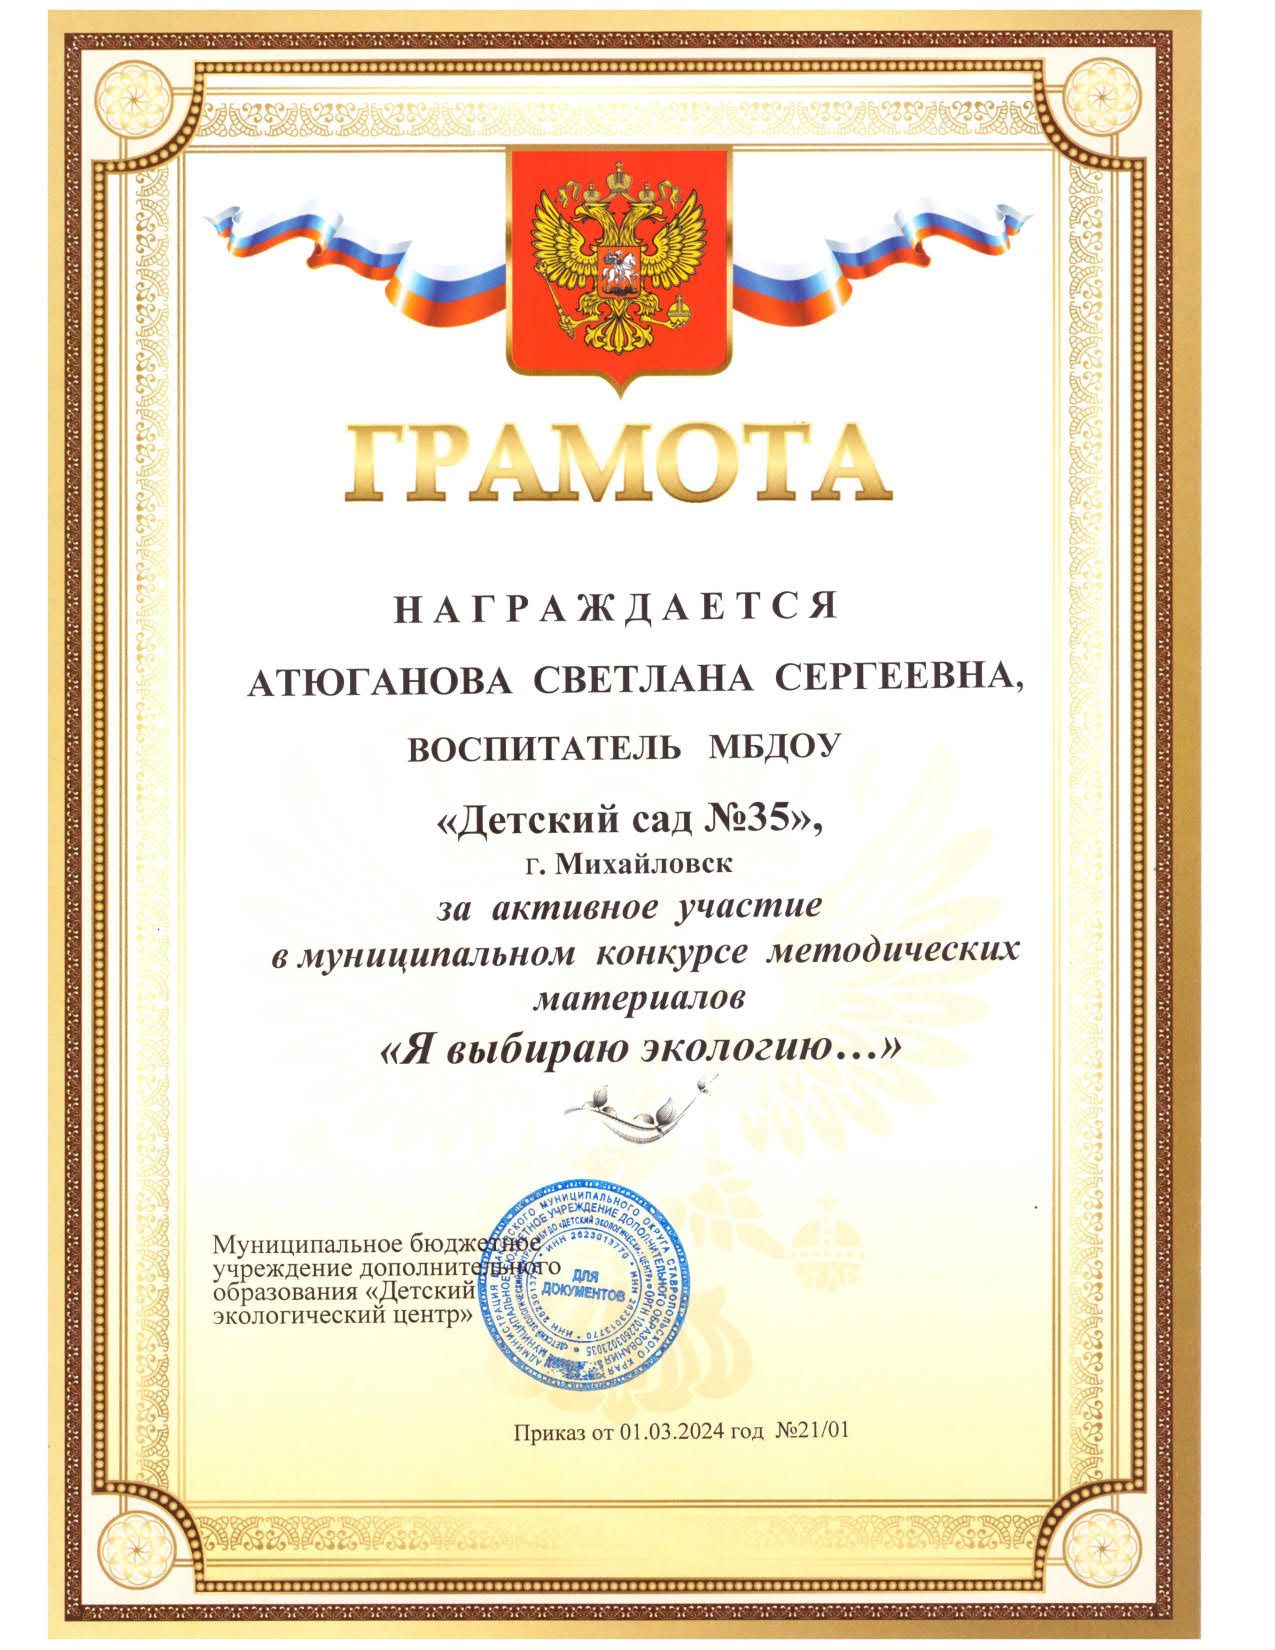 ГРАМОТА
НАГРАЖДАЕТСЯ
АТЮГАНОВА СВЕТЛАНА СЕРГЕЕВНА,
ВОСПИТАТЕЛЬ МБДОУ
«Детский сад №35»,
г. Михайловск
за активное участие
в муниципальном конкурсе методических
материалов
«Я выбираю экологию…»
Муниципальное бюджетное
учреждение дополнительного
образования «Детский
экологический центр»
ДЛЯ
ДОКУМЕНТОВ
ИНН 2623013770
Приказ от 01.03.2024 год №21/01